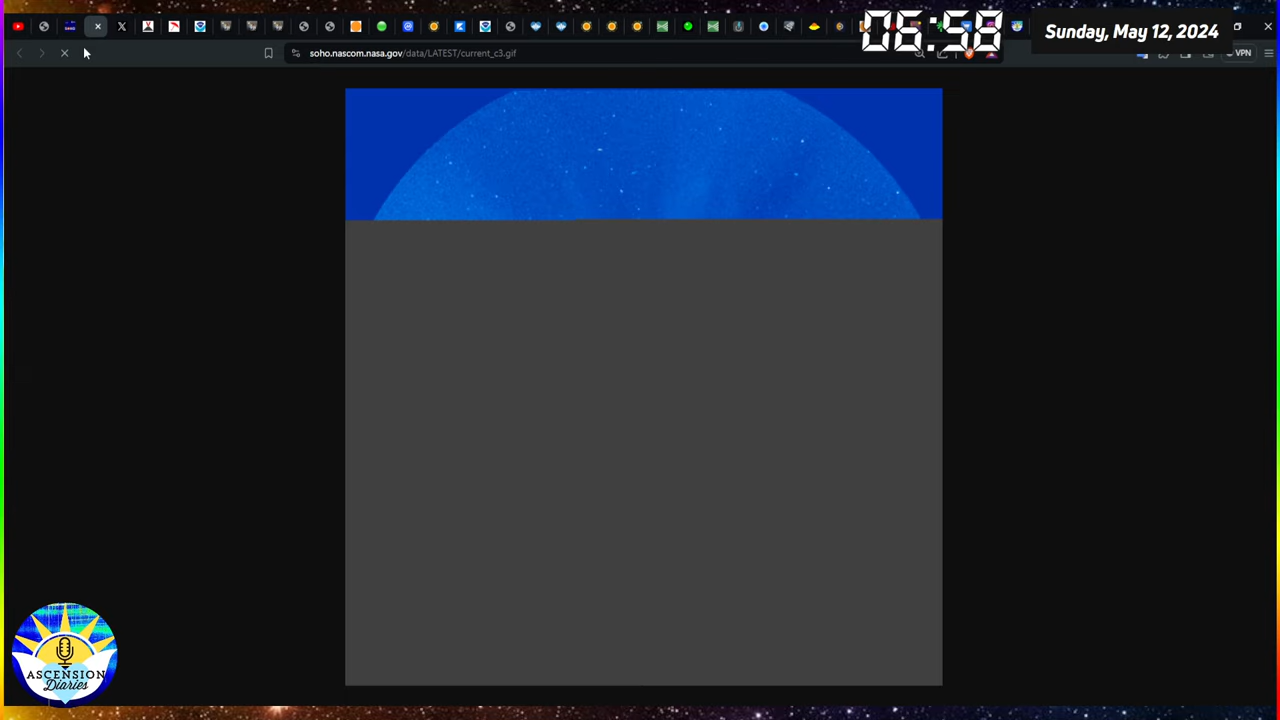 06:58
Sunday, May 12, 2024
soho.nascom.nasa.gov/data/LATEST/current_c3.gif
VPN
ASCENSION
Diaries